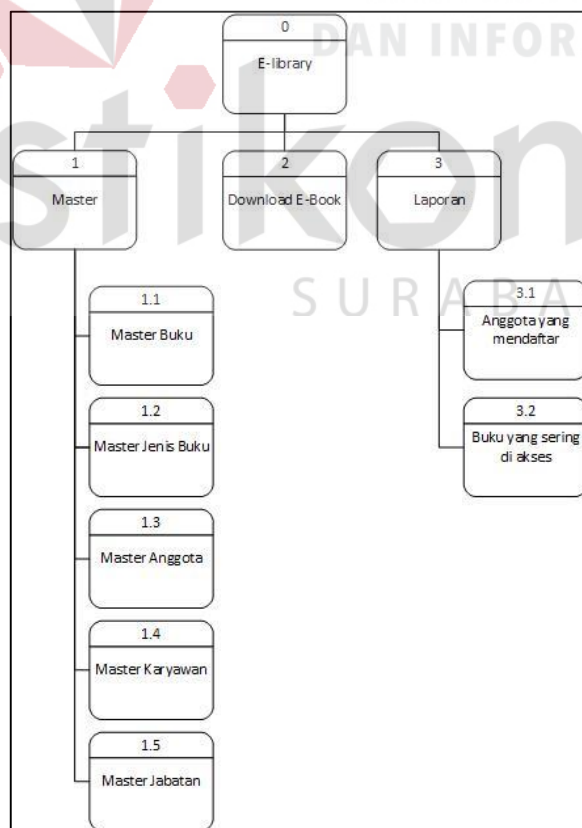 DAN INFOR
stikom
SURABA
0
E-library
1
Master
2
Download E-Book
3
Laporan
1.1
Master Buku
1.2
Master Jenis Buku
1.3
Master Anggota
1.4
Master Karyawan
1.5
Master Jabatan
3.1
Anggota yang
mendaftar
3.2
Buku yang sering
di akses